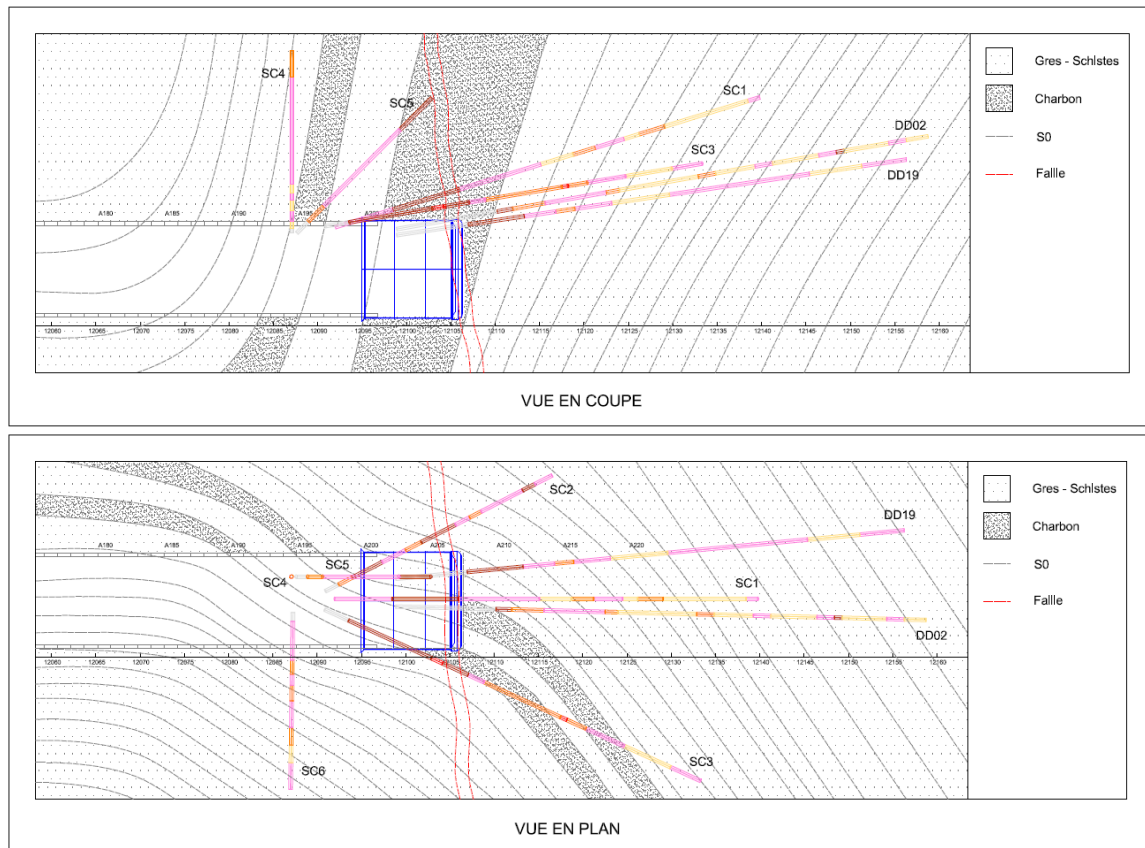 SC4
SC5
SC1
DD02
SC3
DD19
A180 A185 A190 A195 A200
12060 12065 12070 12075 12080 12085 12090 12095 12100 12105 12110 12115 12120 12125 12130 12135 12140 12145 12150 12155 12160
Gres - Schlstes
Charbon
S0
Fallle
VUE EN COUPE
SC2
DD19
A180 A185 A190 A195 A200 A205 A210 A215 A220
SC5
SC4
SC1
DD02
12060 12065 12070 12075 12080 12085 12090 12095 12100 12105 12110 12115 12120 12125 12130 12135 12140 12145 12150 12155 12160
SC6
SC3
Gres - Schlstes
Charbon
S0
Fallle
VUE EN PLAN